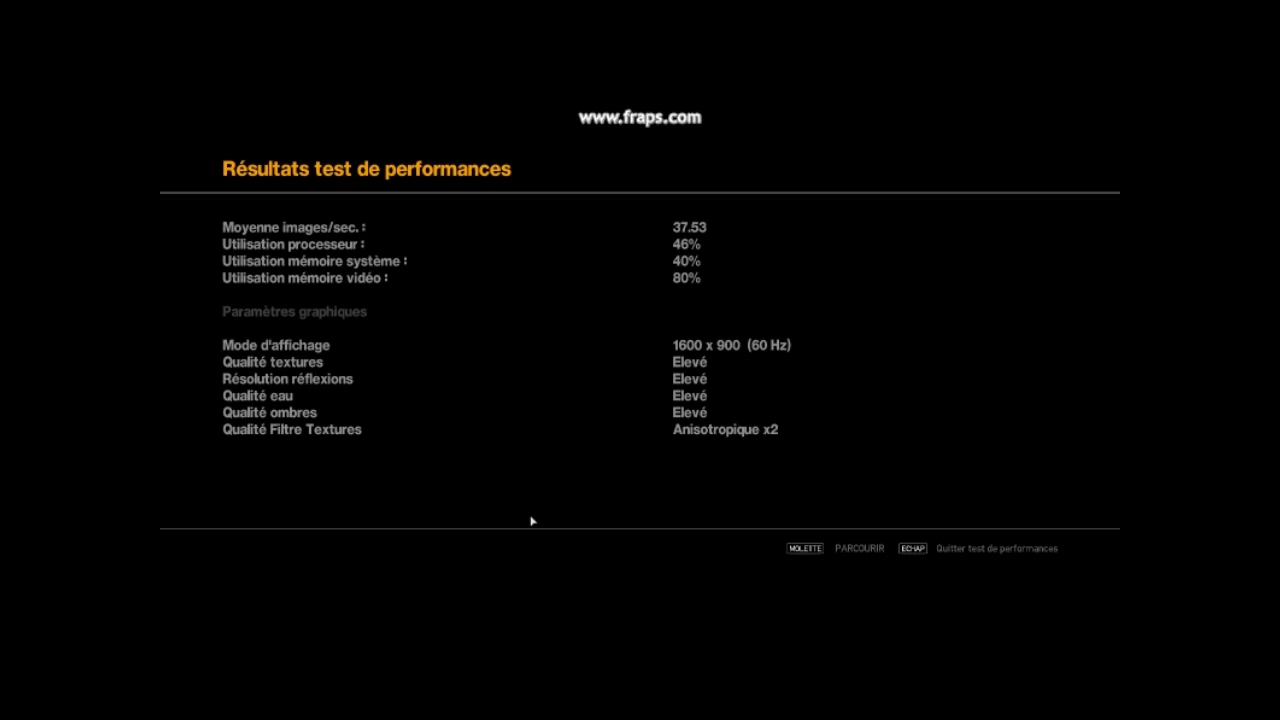 www.fraps.com
Résultats test de performances
Moyenne images/sec. : 37.53
Utilisation processeur : 46%
Utilisation mémoire système : 40%
Utilisation mémoire vidéo : 80%
Paramètres graphiques
Mode d'affichage 1600 x 900 (60 Hz)
Qualité textures Elevé
Résolution réflexions Elevé
Qualité eau Elevé
Qualité ombres Elevé
Qualité Filtre Textures Anisotropique x2
MOLETTE PARCOURIR ECHAP Quitter test de performances